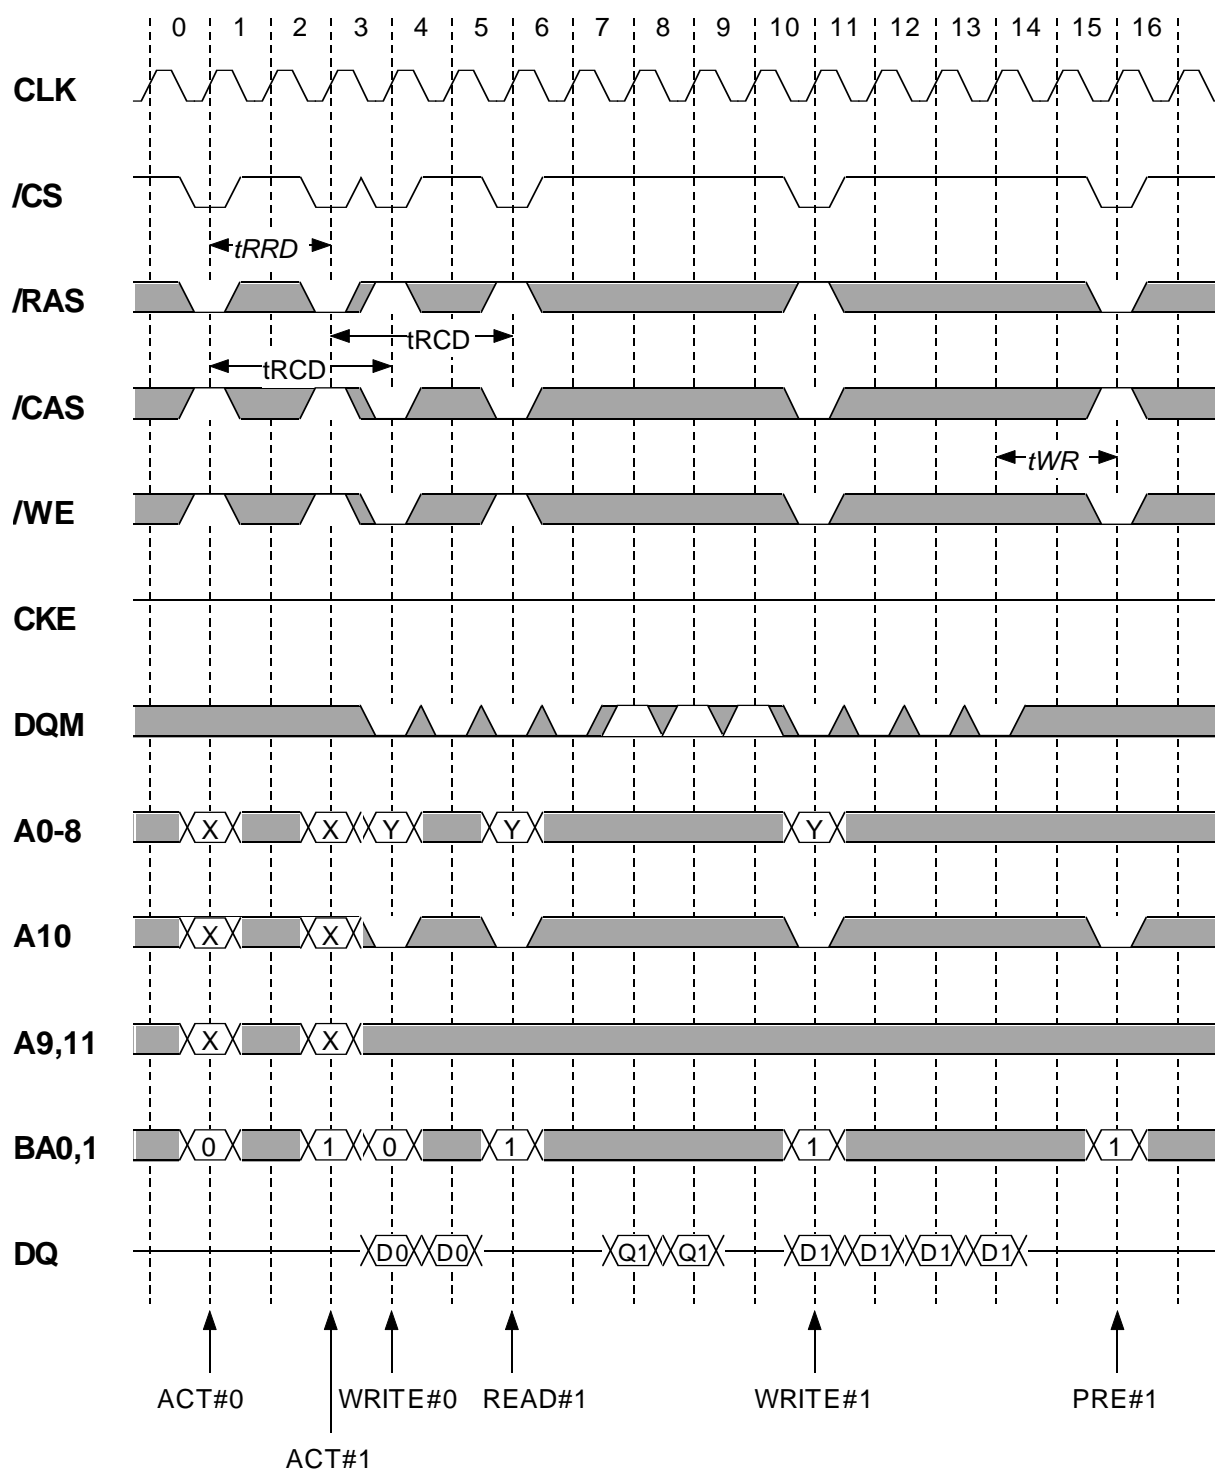 0 1 2 3 4 5 6 7 8 9 10 11 12 13 14 15 16
CLK
/CS
tRRD
/RAS
tRCD
tRCD
/CAS
tWR
/WE
CKE
DQM
A0-8 X X Y Y Y
A10 X X
A9,11 X X
BA0,1 0 1 0 1 1 1
DQ D0 D0 Q1 Q1 D1 D1 D1 D1
ACT#0 WRITE#0 READ#1 WRITE#1 PRE#1
ACT#1